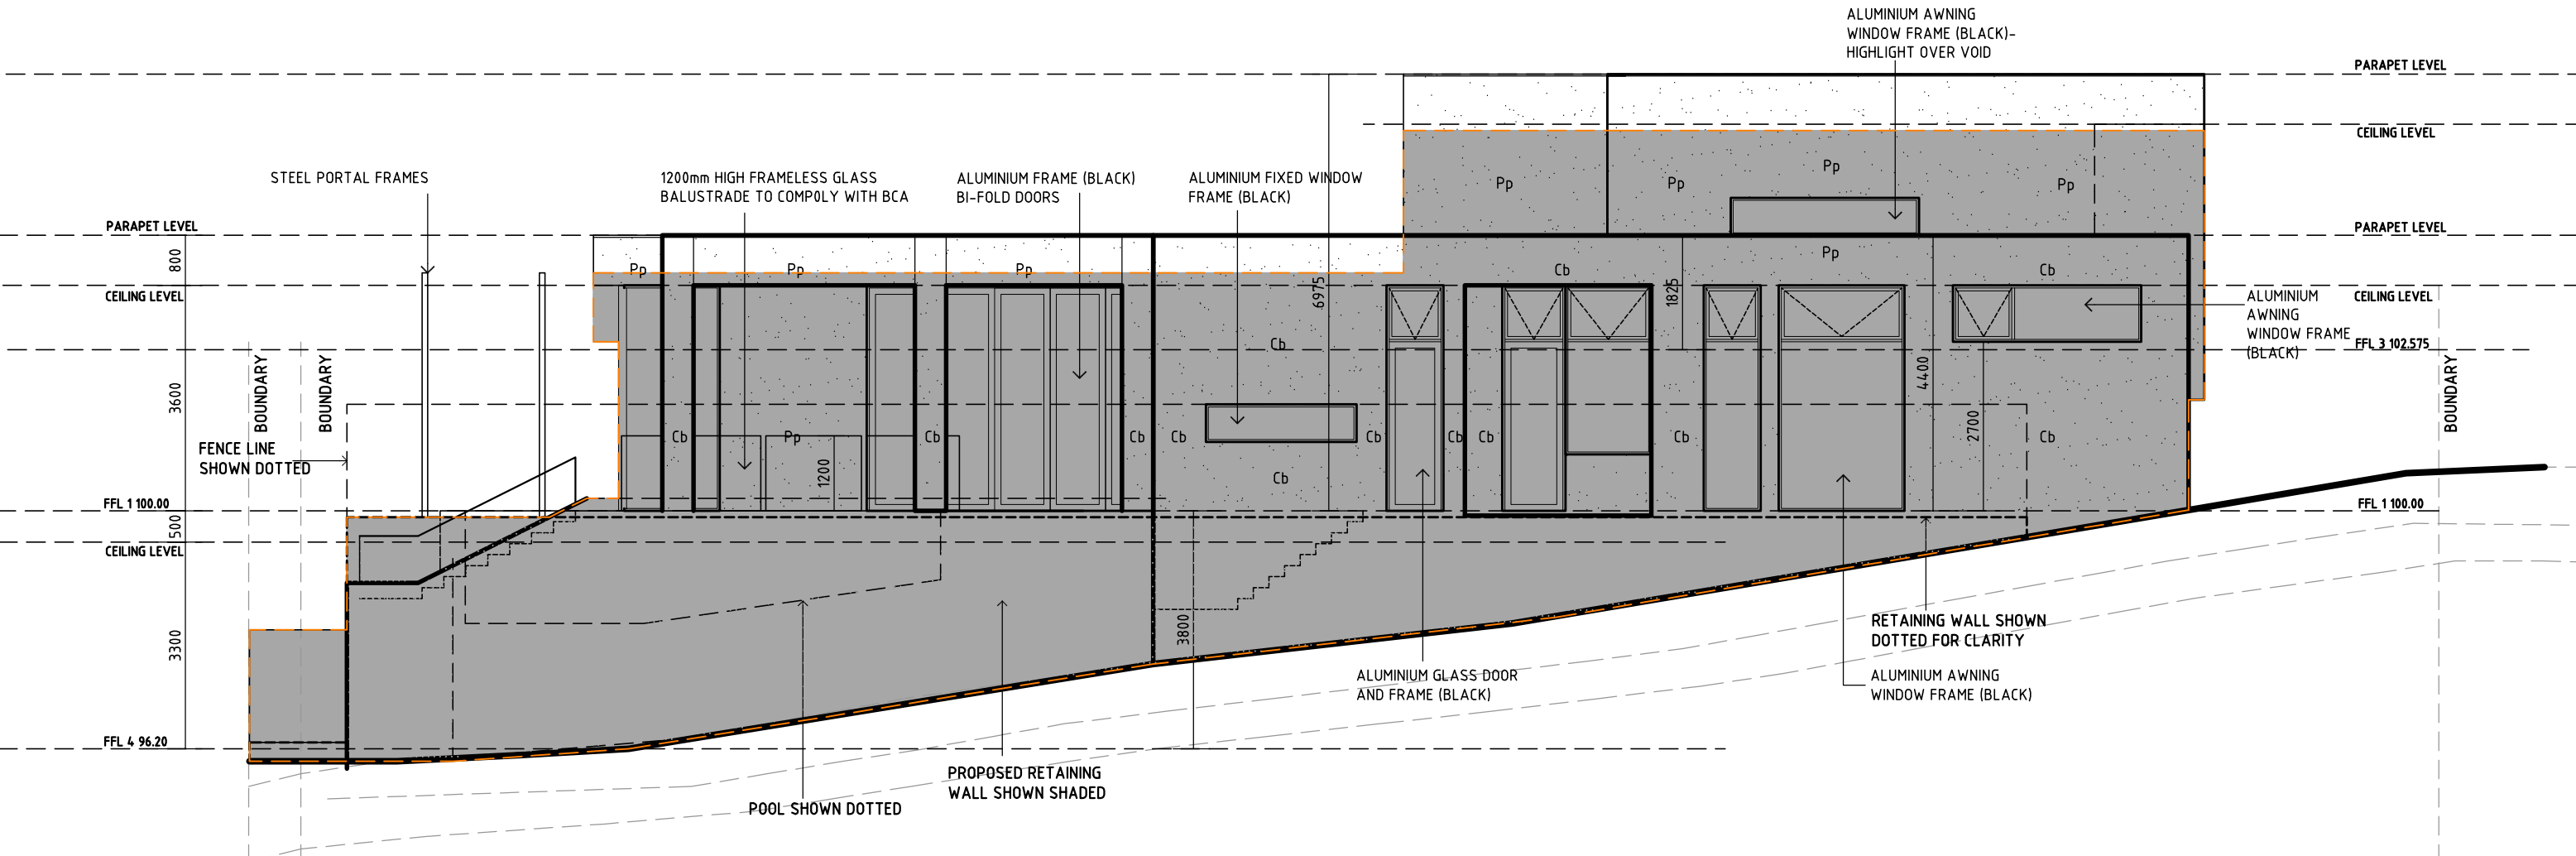 ALUMINIUM AWNING
WINDOW FRAME (BLACK)-
HIGHLIGHT OVER VOID
PARAPET LEVEL
CEILING LEVEL
STEEL PORTAL FRAMES
1200mm HIGH FRAMELESS GLASS
BALUSTRADE TO COMPOLY WITH BCA
ALUMINIUM FRAME (BLACK)
BI-FOLD DOORS
ALUMINIUM FIXED WINDOW
FRAME (BLACK)
Pp
Pp
Pp
Pp
PARAPET LEVEL
PARAPET LEVEL
800
Pp
Pp
Pp
Cb
Pp
Cb
CEILING LEVEL
CEILING LEVEL
6975
1825
ALUMINIUM
AWNING
WINDOW FRAME
(BLACK)
FFL 3 102.575
Cb
BOUNDARY
BOUNDARY
3600
4400
2700
BOUNDARY
FENCE LINE
SHOWN DOTTED
Cb
Pp
Cb
Cb
Cb
Cb
Cb
Cb
Cb
Cb
1200
Cb
FFL 1 100.00
FFL 1 100.00
500
CEILING LEVEL
3300
3800
RETAINING WALL SHOWN
DOTTED FOR CLARITY
ALUMINIUM GLASS DOOR
AND FRAME (BLACK)
ALUMINIUM AWNING
WINDOW FRAME (BLACK)
FFL 4 96.20
PROPOSED RETAINING
WALL SHOWN SHADED
POOL SHOWN DOTTED